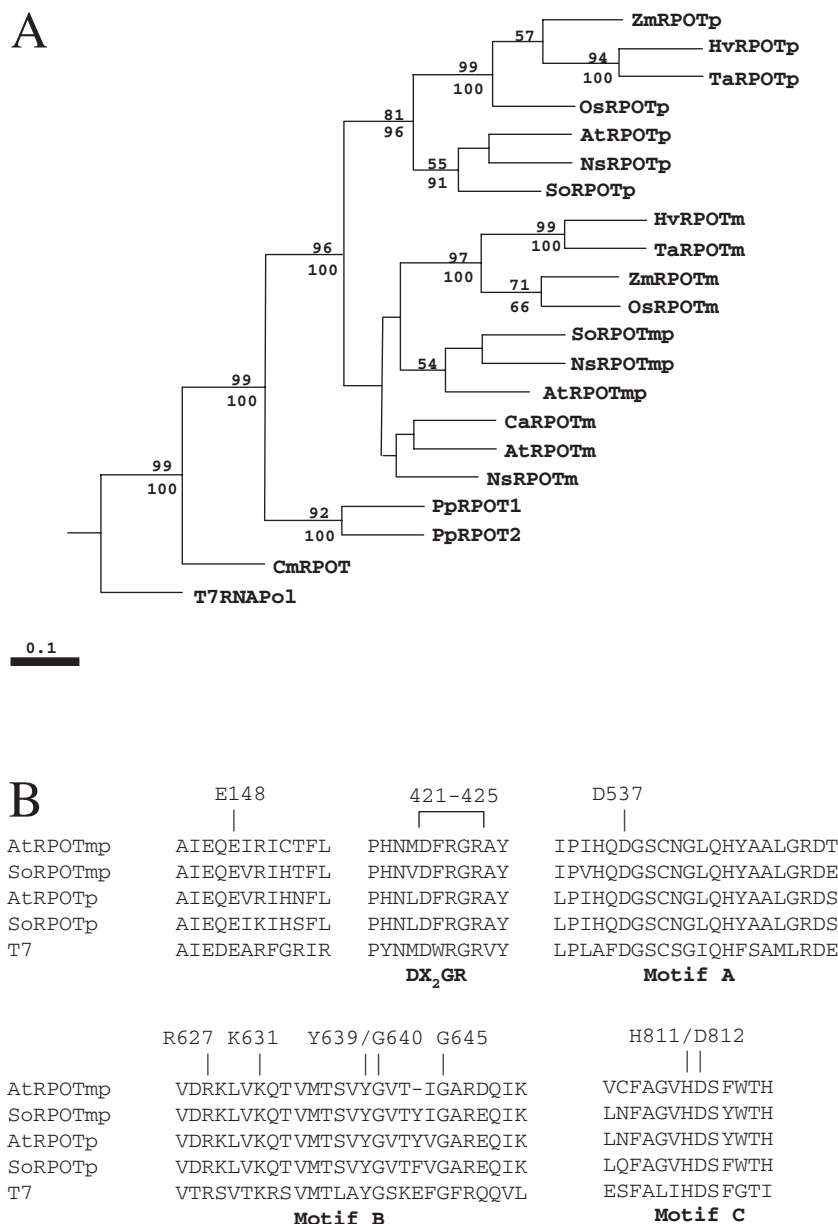 A
ZmRPOTp
57
HvRPOTp
94
99
100
TaRPOTp
100
OsRPOTp
81
96
AtRPOTp
55
NsRPOTp
91
SoRPOTp
HvRPOTm
99
96
97
100
TaRPOTm
100
100
ZmRPOTm
71
66
OsRPOTm
SoRPOTmp
54
NsRPOTmp
99
100
AtRPOTmp
CaRPOTm
AtRPOTm
99
100
NsRPOTm
92
PpRPOT1
100
PpRPOT2
CmRPOT
T7RNAPol
0.1
B
E148 421-425 D537
AtRPOTmp AIEQEIRICTFL PHNMDFRGRAY IPIHQDGSCNGLQHYAALGRDT
SoRPOTmp AIEQEVRIHTFL PHNVDFRGRAY IPVHQDGSCNGLQHYAALGRDE
AtRPOTp AIEQEVRIHNFL PHNLDFRGRAY LPIHQDGSCNGLQHYAALGRDS
SoRPOTp AIEQEIKIHSFL PHNLDFRGRAY LPIHQDGSCNGLQHYAALGRDS
T7 AIEDEARFGRIR PYNMDWRGRVY LPLAFDGSCSGIQHFSAMLRDE
DX2GR Motif A
R627 K631 Y639/G640 G645 H811/D812
AtRPOTmp VDRKLVKQTVMTSVYGVT-IGARDQIK VCFAGVHDSFWTH
SoRPOTmp VDRKLVKQTVMTSVYGVTYIGAREQIK LNFAGVHDSFWTH
AtRPOTp VDRKLVKQTVMTSVYGVTYVGAREQIK LNFAGVHDSYWTH
SoRPOTp VDRKLVKQTVMTSVYGVTFVGAREQIK LQFAGVHDSFWTH
T7 VTRSVTKRSVMTLAYGSKEFGFRQQVL ESFALIHDSFGTI
Motif B Motif C